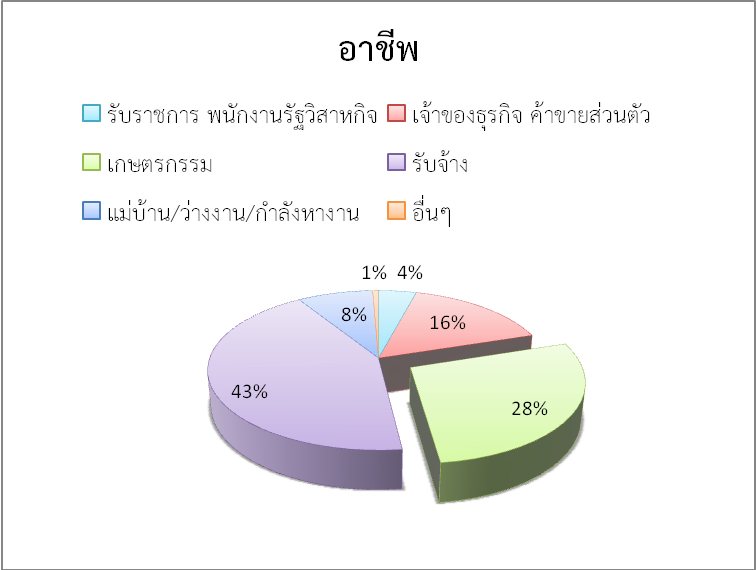 อาชีพ
รับราชการ พนักงานรัฐวิสาหกิจ เจ้าของธุรกิจ ค้าขายส่วนตัว
เกษตรกรรม รับจ้าง
แม่บ้าน/ว่างงาน/กำลังหางาน อื่นๆ
1% 4%
8% 16%
43% 28%